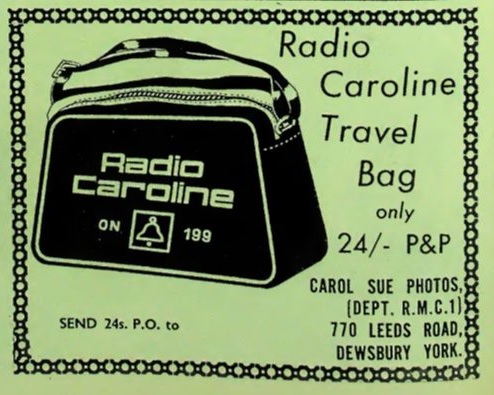 Radio
Caroline
Travel
Bag
only
24/- P&P
Radio
Caroline
ON 199
CAROL SUE PHOTOS,
(DEPT. R.M.C.1)
770 LEEDS ROAD,
DEWSBURY YORK.
SEND 24s. P.O. to